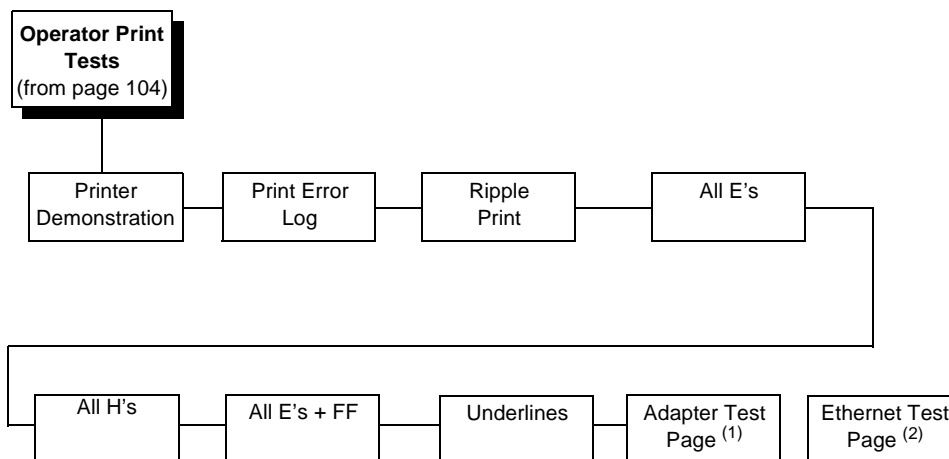 Operator Print
Tests
(from page 104)
Printer
Demonstration
Print Error
Log
Ripple
Print
All E's
All H's
All E's + FF
Underlines
Adapter Test
Page (1)
Ethernet Test
Page (2)